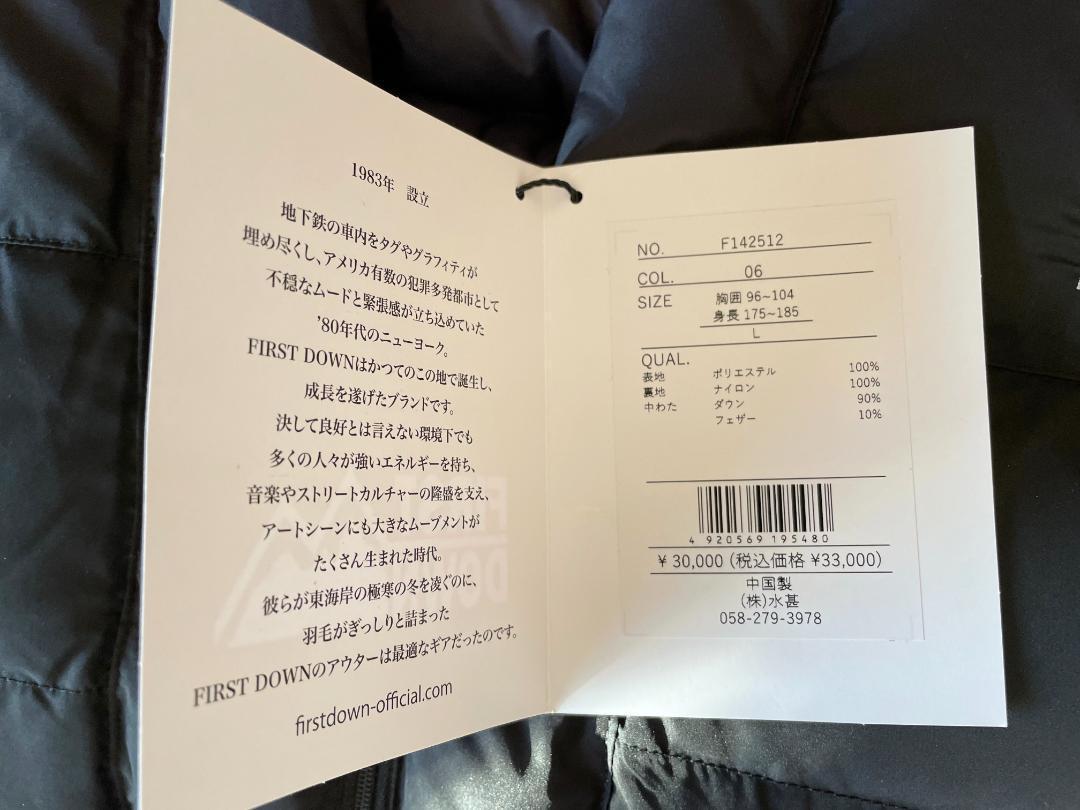 1983年 設立
地下鉄の車内をタグやグラフィティが
埋め尽くし、アメリカ有数の犯罪多発都市として
不穏なムードと緊張感が立ち込めていた
’80年代のニューヨーク。
FIRST DOWNはかつてのこの地で誕生し、
成長を遂げたブランドです。
決して良好とは言えない環境下でも
多くの人々が強いエネルギーを持ち、
音楽やストリートカルチャーの隆盛を支え、
アートシーンにも大きなムーブメントが
たくさん生まれた時代。
彼らが東海岸の極寒の冬を凌ぐのに、
羽毛がぎっしりと詰まった
FIRST DOWNのアウターは最適なギアだったのです。
firstdown-official.com
NO. F142512
COL. 06
SIZE 胸囲 96~104
身長 175~185
L
QUAL.
表地 ポリエステル 100%
裏地 ナイロン 100%
中わた ダウン 90%
フェザー 10%
4 920569 195480
¥ 30,000 (税込価格 ¥33,000)
中国製
(株)水甚
058-279-3978